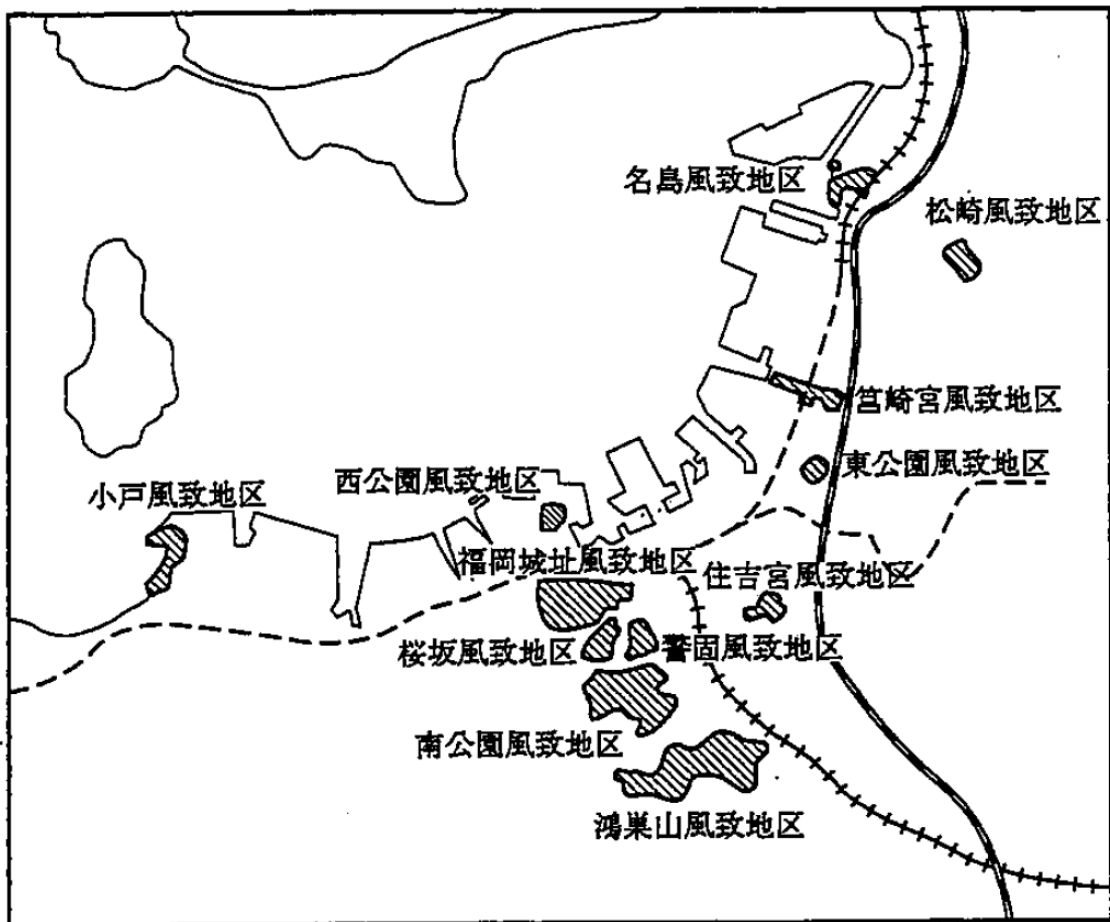 名島風致地区
松崎風致地区
筥崎宮風致地区
東公園風致地区
西公園風致地区
小戸風致地区
福岡城址風致地区
住吉宮風致地区
桜坂風致地区
警固風致地区
南公園風致地区
鴻巣山風致地区